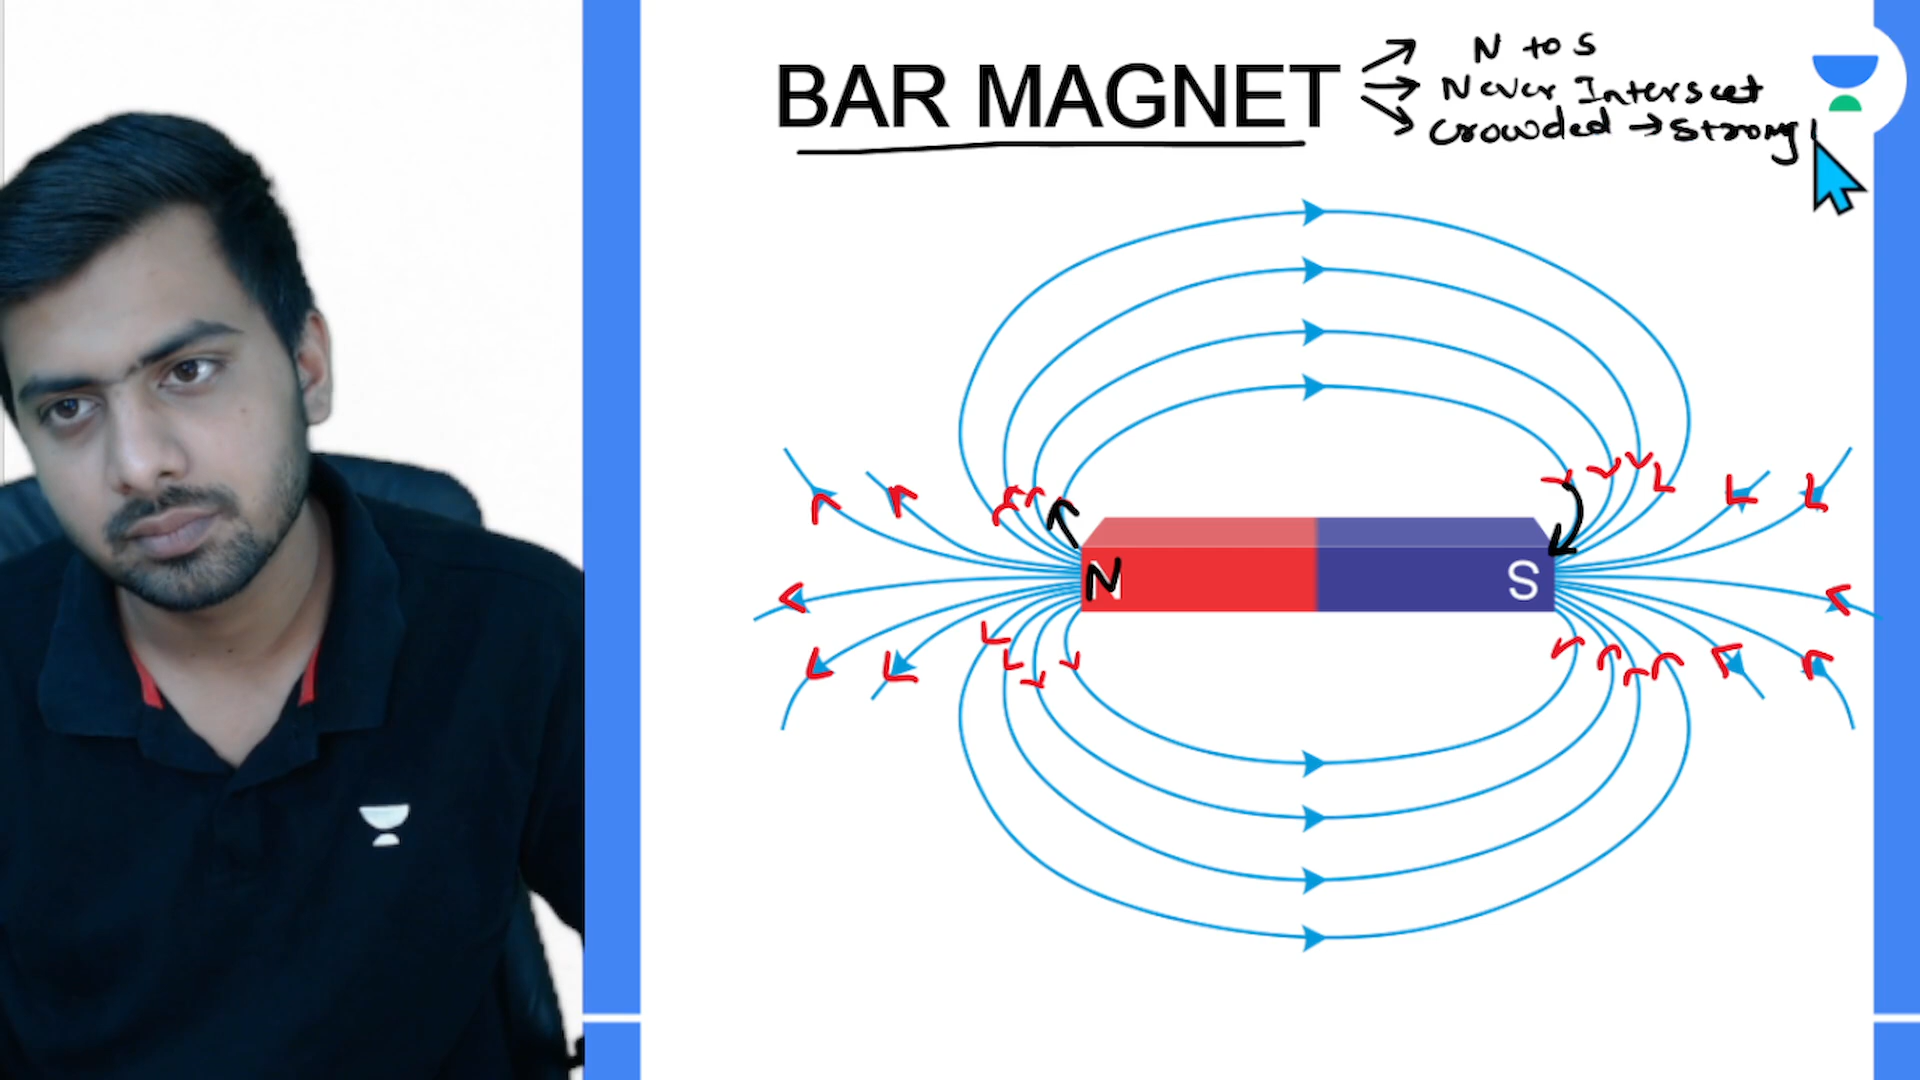 BAR MAGNET
N to S
Never Intersect
Crowded → Strong
N
S